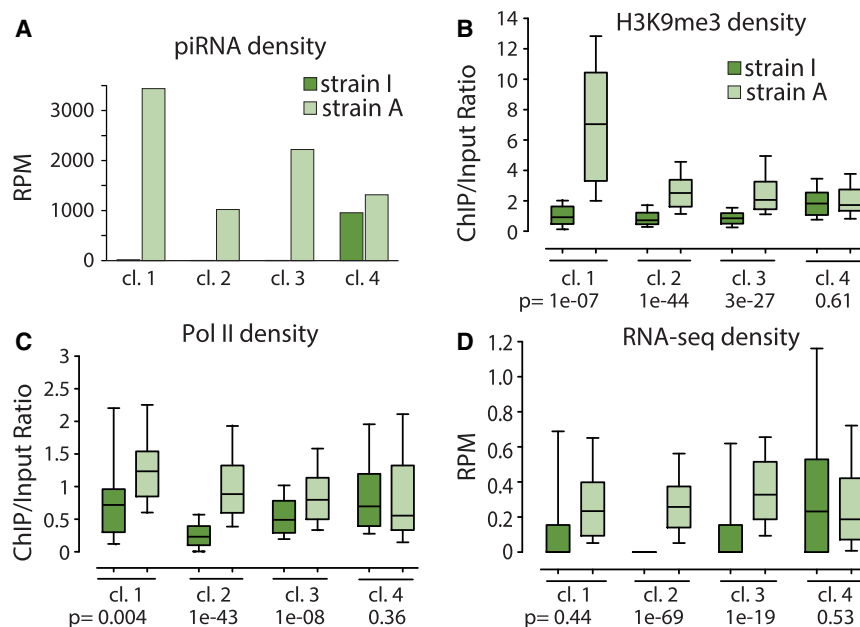 A
piRNA density
strain I
strain A
RPM
3000
2000
1000
0
cl. 1
cl. 2
cl. 3
cl. 4
B
H3K9me3 density
strain I
strain A
ChIP/Input Ratio
14
12
10
8
6
4
2
0
cl. 1
cl. 2
cl. 3
cl. 4
p= 1e-07
1e-44
3e-27
0.61
C
Pol II density
ChIP/Input Ratio
3
2.5
2
1.5
1
0.5
0
cl. 1
cl. 2
cl. 3
cl. 4
p= 0.004
1e-43
1e-08
0.36
D
RNA-seq density
RPM
1.2
1.0
0.8
0.6
0.4
0.2
0
cl. 1
cl. 2
cl. 3
cl. 4
p= 0.44
1e-69
1e-19
0.53